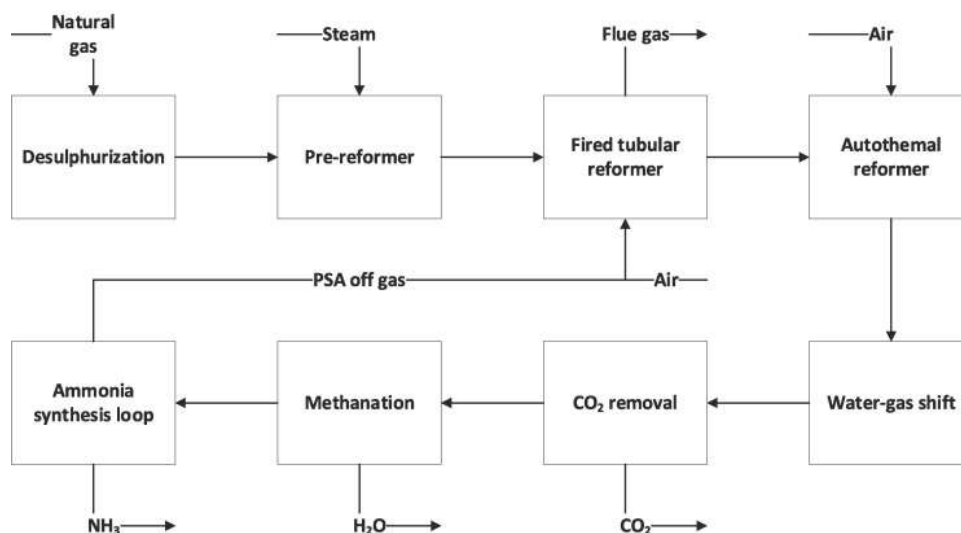 Natural
gas
Steam
Flue gas
Air
Desulphurization
Pre-reformer
Fired tubular
reformer
Autothemal
reformer
PSA off gas
Air
Ammonia
synthesis loop
Methanation
CO₂ removal
Water-gas shift
NH₃
H₂O
CO₂